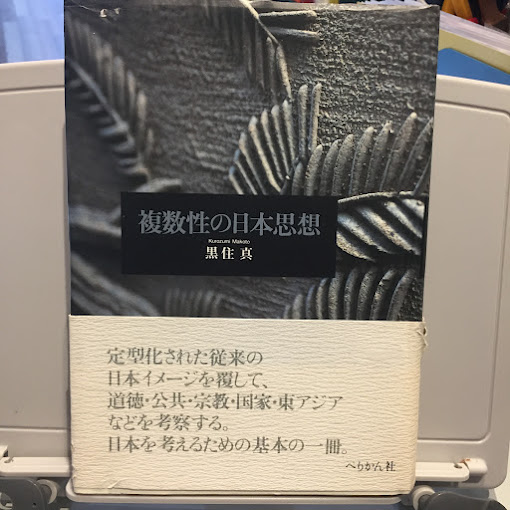 複数性の日本思想
Kurozumi Makoto
黒住 真
定型化された従来の
日本イメージを覆して、
道徳・公共・宗教・国家・東アジア
などを考察する。
日本を考えるための基本の一冊。
ぺりかん社